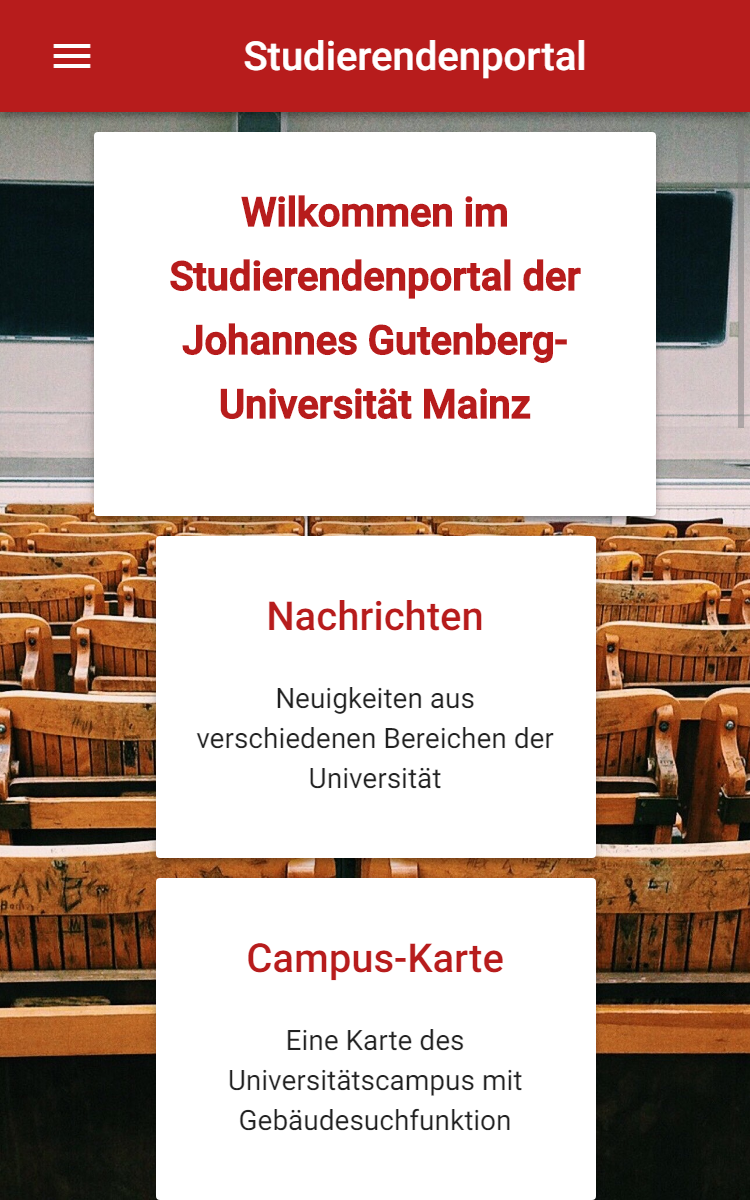 Studierendenportal
Wilkommen im
Studierendenportal der
Johannes Gutenberg-
Universität Mainz
Nachrichten
Neuigkeiten aus
verschiedenen Bereichen der
Universität
Campus-Karte
Eine Karte des
Universitätscampus mit
Gebäudesuchfunktion